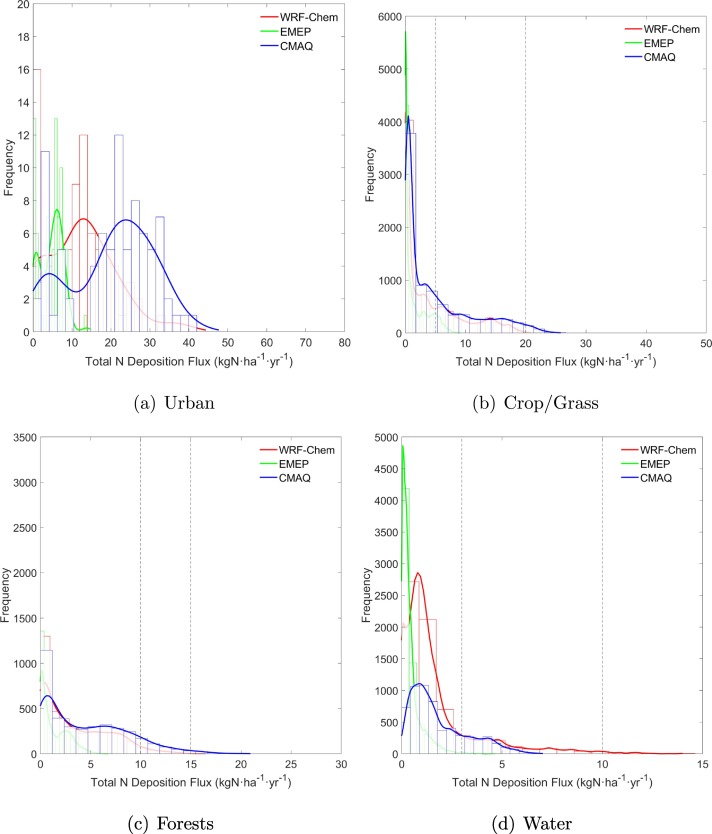 20
18
16
14
12
10
8
6
4
2
0
Frequency
WRF-Chem
EMEP
CMAQ
0 10 20 30 40 50 60 70 80
Total N Deposition Flux (kgN·ha⁻¹·yr⁻¹)
(a) Urban
6000
5000
4000
3000
2000
1000
0
Frequency
WRF-Chem
EMEP
CMAQ
0 10 20 30 40 50
Total N Deposition Flux (kgN·ha⁻¹·yr⁻¹)
(b) Crop/Grass
3500
3000
2500
2000
1500
1000
500
0
Frequency
WRF-Chem
EMEP
CMAQ
0 5 10 15 20 25 30
Total N Deposition Flux (kgN·ha⁻¹·yr⁻¹)
(c) Forests
5000
4500
4000
3500
3000
2500
2000
1500
1000
500
0
Frequency
WRF-Chem
EMEP
CMAQ
0 5 10 15
Total N Deposition Flux (kgN·ha⁻¹·yr⁻¹)
(d) Water